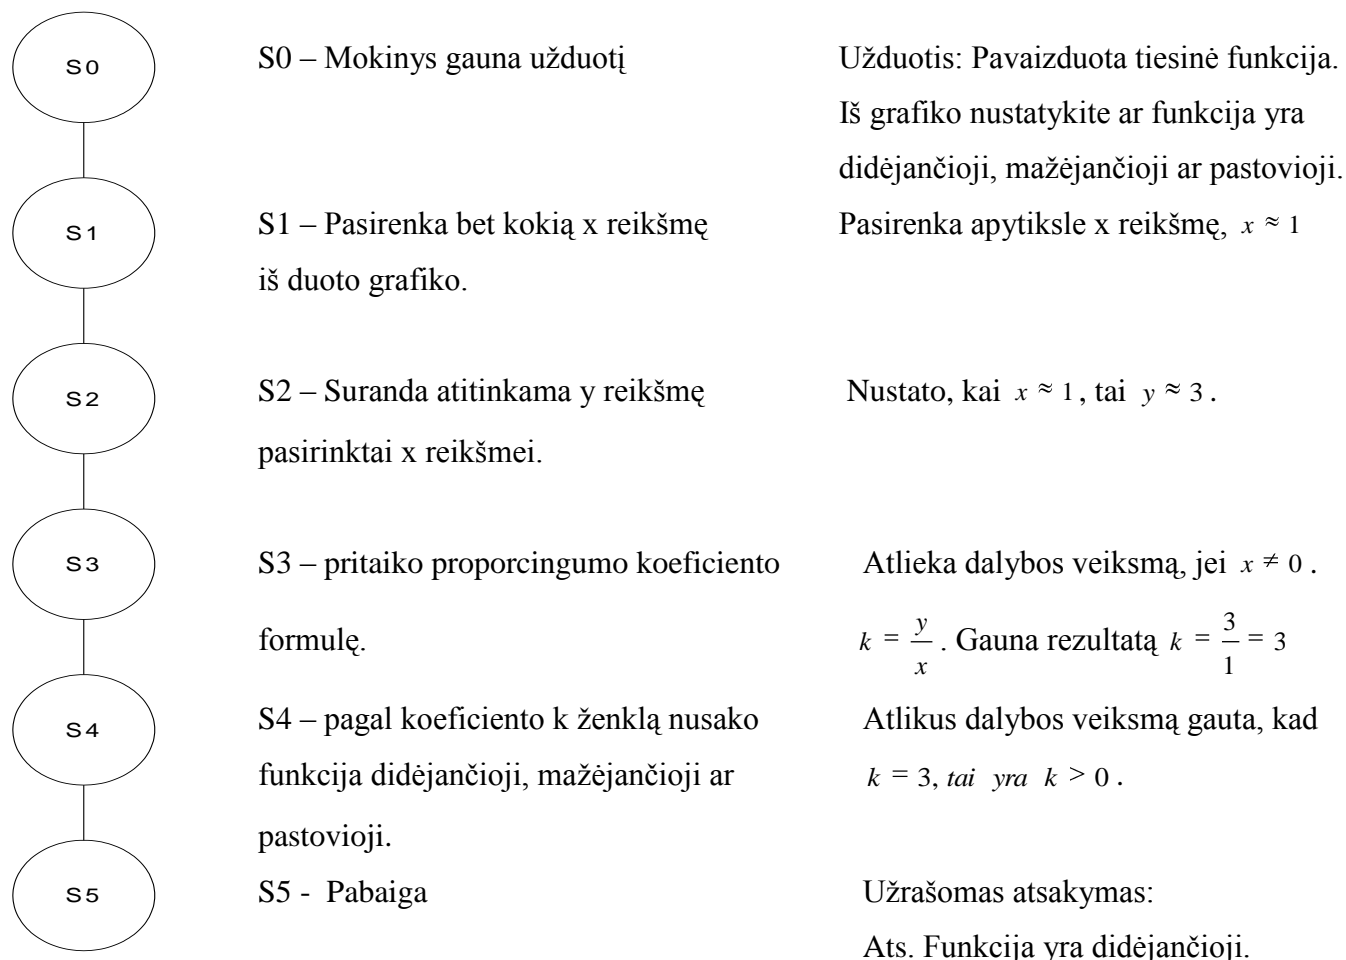 S0
S0 – Mokinys gauna užduotį
Užduotis: Pavaizduota tiesinė funkcija.
Iš grafiko nustatykite ar funkcija yra
didėjančioji, mažėjančioji ar pastovioji.
S1
S1 – Pasirenka bet kokią x reikšmę
iš duoto grafiko.
Pasirenka apytiksle x reikšmę, x ≈ 1
S2
S2 – Suranda atitinkama y reikšmę
pasirinktai x reikšmei.
Nustato, kai x ≈ 1, tai y ≈ 3.
S3
S3 – pritaiko proporcingumo koeficiento
formulę.
Atlieka dalybos veiksmą, jei x ≠ 0.
k = y/x. Gauna rezultatą k = 3/1 = 3
S4
S4 – pagal koeficiento k ženklą nusako
funkcija didėjančioji, mažėjančioji ar
pastovioji.
Atlikus dalybos veiksmą gauta, kad
k = 3, tai yra k > 0.
S5
S5 - Pabaiga
Užrašomas atsakymas:
Ats. Funkcija yra didėjančioji.